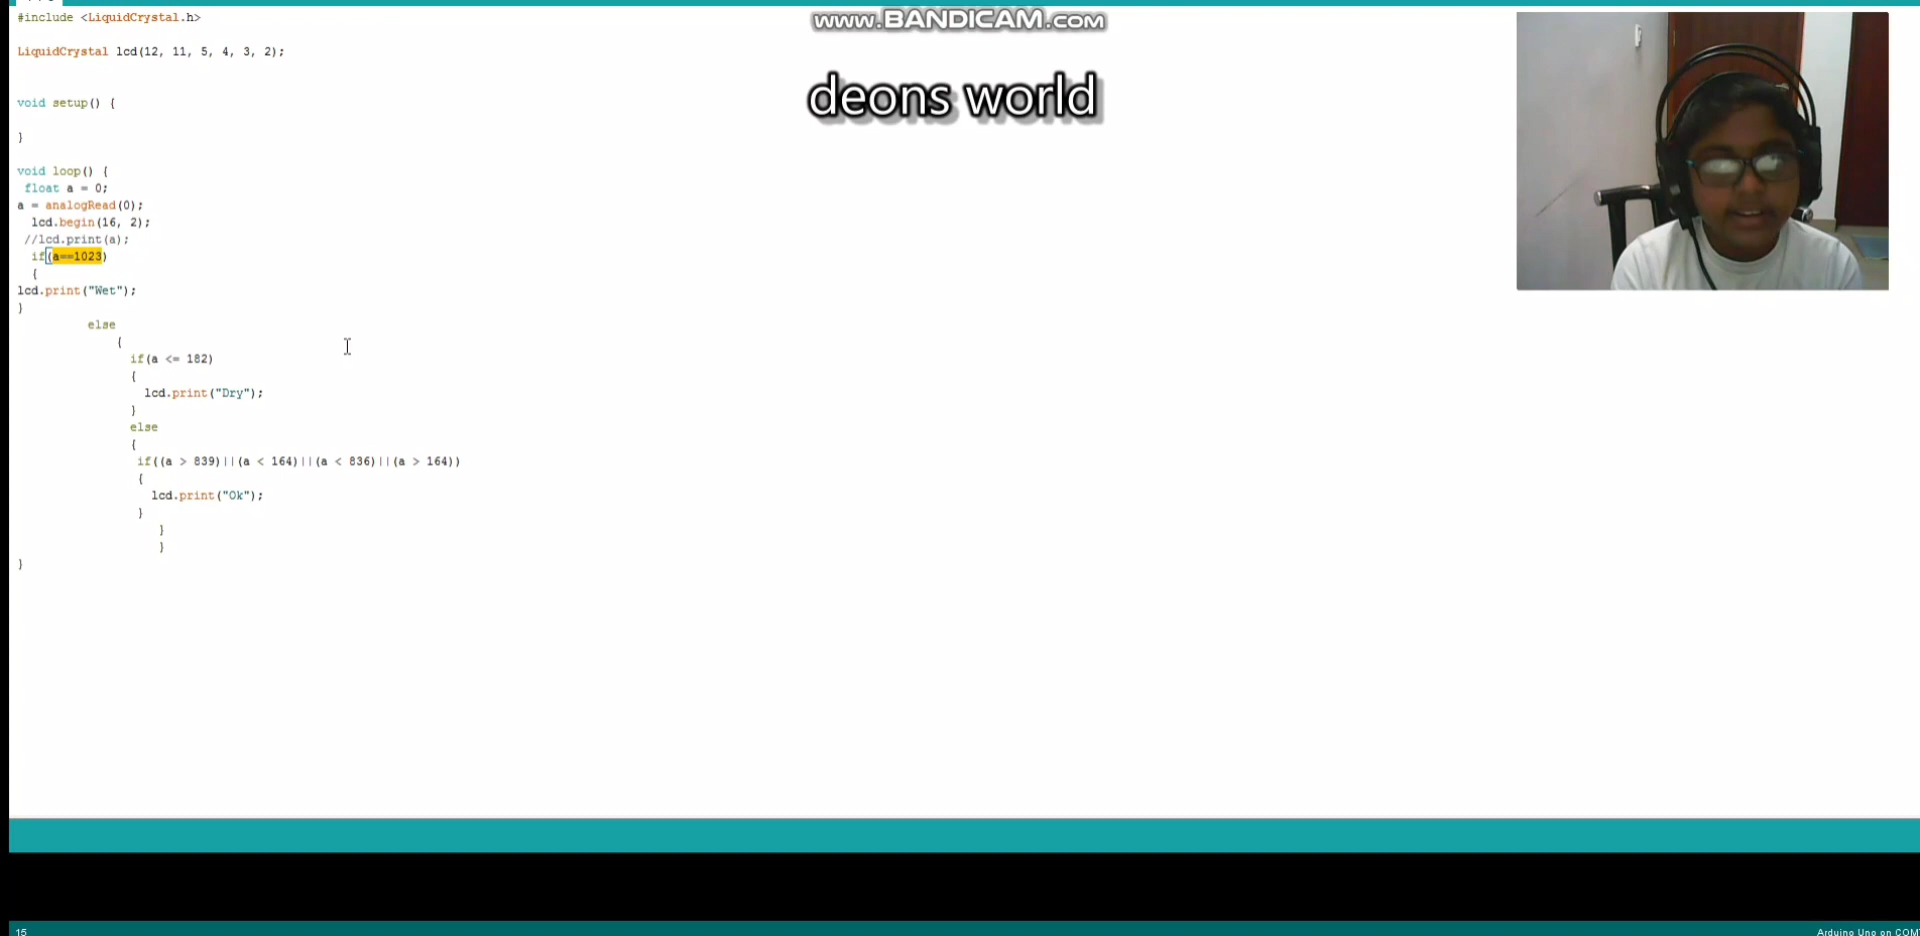 #include <LiquidCrystal.h>
www.BANDICAM.com
LiquidCrystal lcd(12, 11, 5, 4, 3, 2);
deons world
void setup() {
}
void loop() {
float a = 0;
a = analogRead(0);
lcd.begin(16, 2);
//lcd.print(a);
if(a==1023)
{
lcd.print("Wet");
}
else
{
if(a <= 182)
{
lcd.print("Dry");
}
else
{
if((a > 839)||(a < 164)||(a < 836)||(a > 164))
{
lcd.print("Ok");
}
}
}
}
15
Arduino Uno on COM